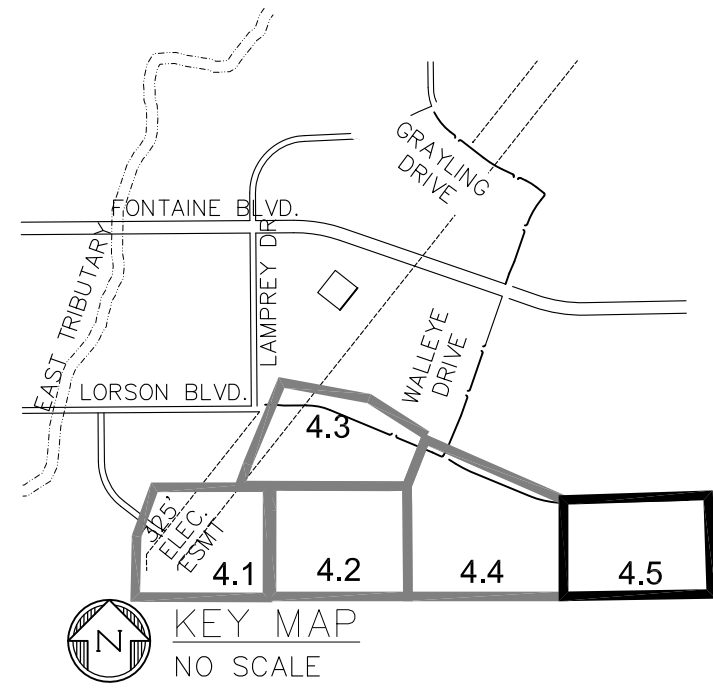 GRAYLING
DRIVE
FONTAINE BLVD.
EAST TRIBUTARY
LAMPREY DR
WALLEYE
DRIVE
LORSON BLVD.
4.3
325'
ELEC.
ESMT
4.1
4.2
4.4
4.5
N
KEY MAP
NO SCALE